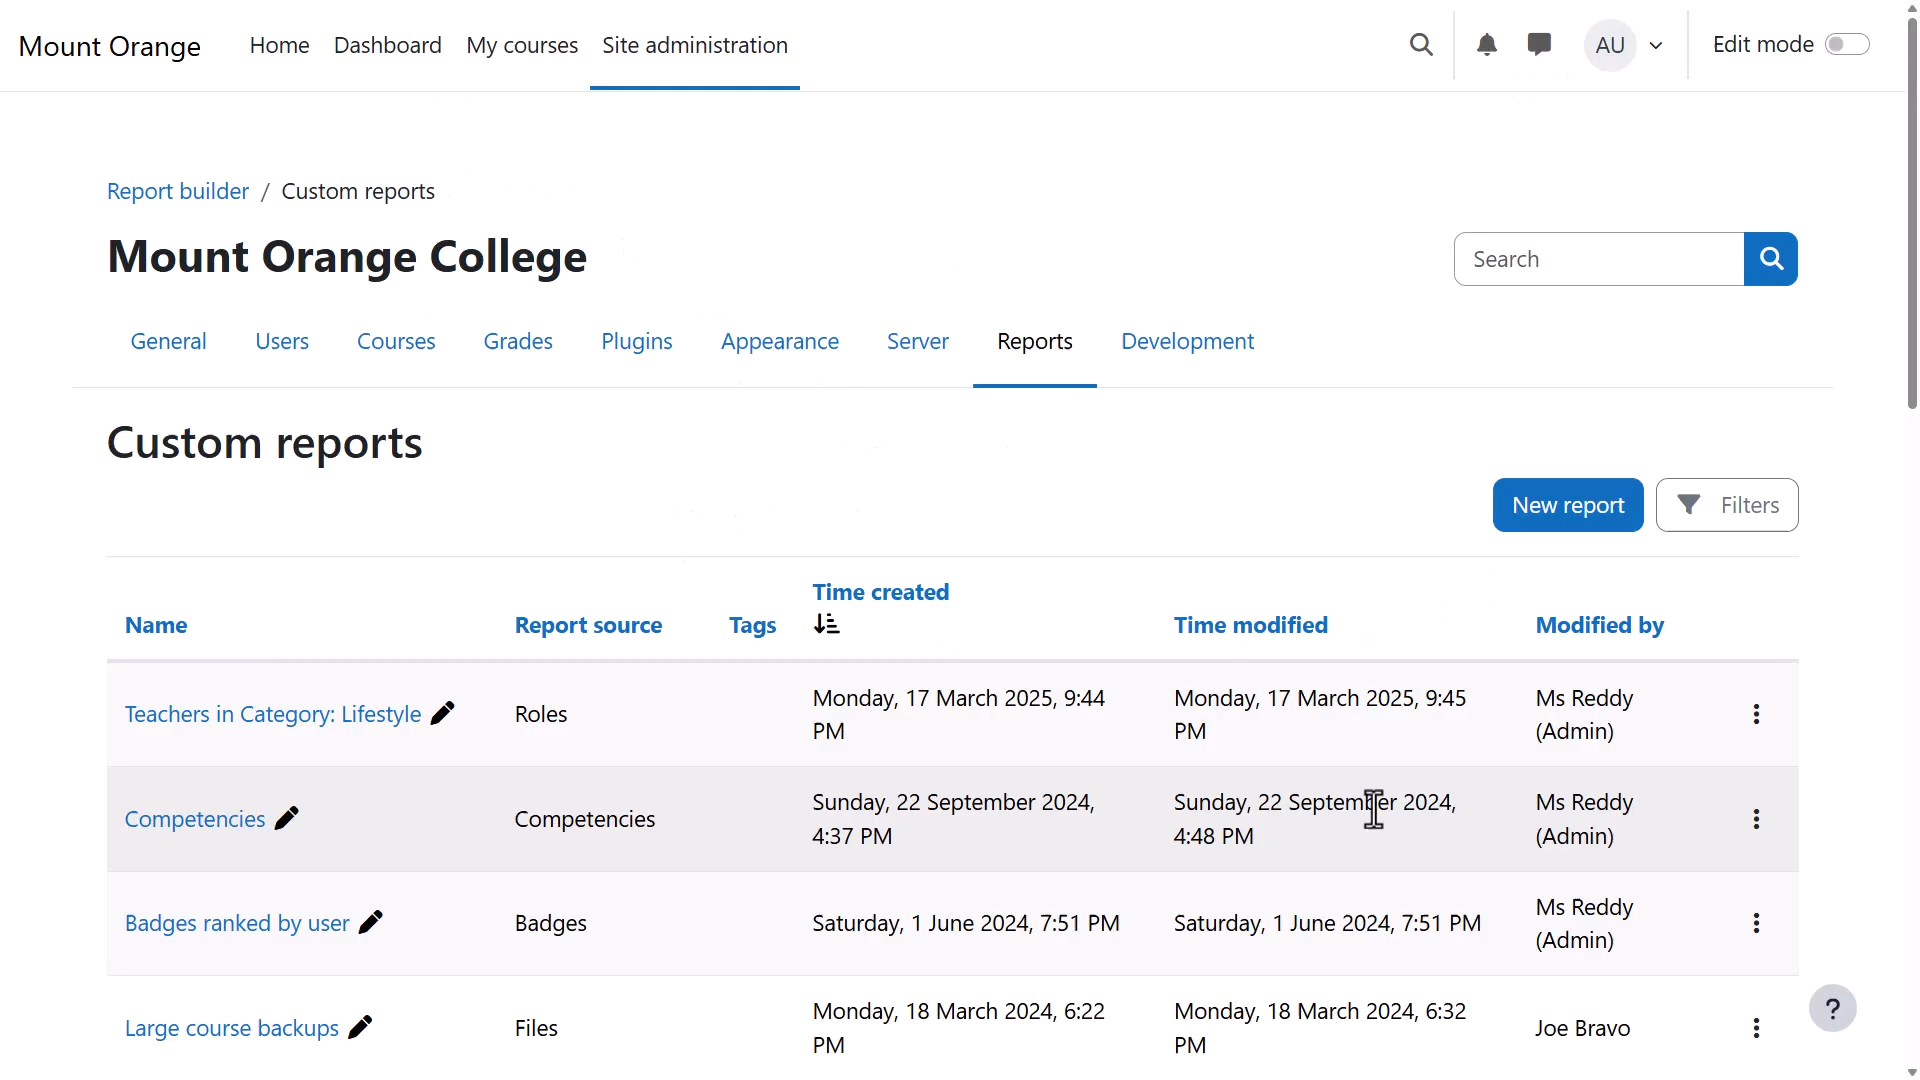 Mount Orange Home Dashboard My courses Site administration AU Edit mode
Report builder / Custom reports
Mount Orange College
Search
General Users Courses Grades Plugins Appearance Server Reports Development
Custom reports
New report Filters
Name Report source Tags Time created Time modified Modified by
Teachers in Category: Lifestyle Roles Monday, 17 March 2025, 9:44 Monday, 17 March 2025, 9:45 Ms Reddy
PM PM (Admin)
Competencies Competencies Sunday, 22 September 2024, Sunday, 22 September 2024, Ms Reddy
4:37 PM 4:48 PM (Admin)
Badges ranked by user Badges Saturday, 1 June 2024, 7:51 PM Saturday, 1 June 2024, 7:51 PM Ms Reddy
(Admin)
Large course backups Files Monday, 18 March 2024, 6:22 Monday, 18 March 2024, 6:32 Joe Bravo
PM PM
?